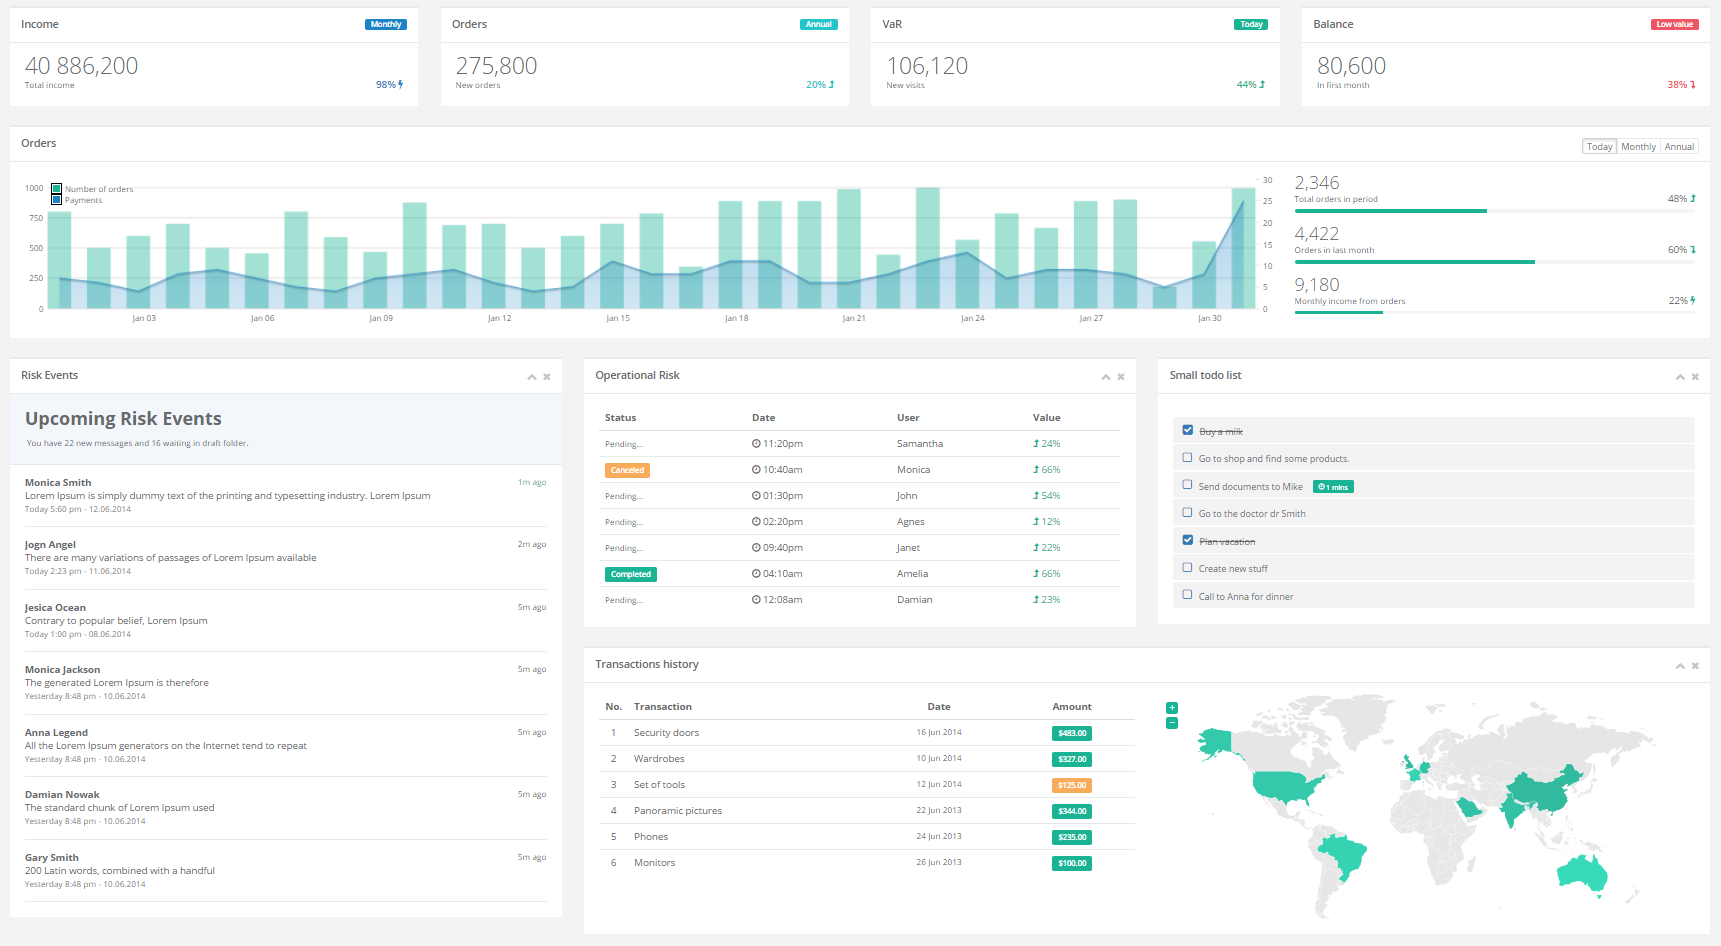 Income Monthly
40 886,200
Total income 98%
Orders Annual
275,800
New orders 20%
VaR Today
106,120
New visits 44%
Balance Low value
80,600
In first month 38%
Orders Today Monthly Annual
Number of orders
Payments
1000
750
500
250
0
30
25
20
15
10
5
0
Jan 03 Jan 06 Jan 09 Jan 12 Jan 15 Jan 18 Jan 21 Jan 24 Jan 27 Jan 30
2,346
Total orders in period 48%
4,422
Orders in last month 60%
9,180
Monthly income from orders 22%
Risk Events
Upcoming Risk Events
You have 22 new messages and 16 waiting in draft folder.
Monica Smith 1m ago
Lorem Ipsum is simply dummy text of the printing and typesetting industry. Lorem Ipsum
Today 5:60 pm - 12.06.2014
Jogn Angel 2m ago
There are many variations of passages of Lorem Ipsum available
Today 2:23 pm - 11.06.2014
Jesica Ocean 5m ago
Contrary to popular belief, Lorem Ipsum
Today 1:00 pm - 08.06.2014
Monica Jackson 5m ago
The generated Lorem Ipsum is therefore
Yesterday 8:48 pm - 10.06.2014
Anna Legend 5m ago
All the Lorem Ipsum generators on the Internet tend to repeat
Yesterday 8:48 pm - 10.06.2014
Damian Nowak 5m ago
The standard chunk of Lorem Ipsum used
Yesterday 8:48 pm - 10.06.2014
Gary Smith 5m ago
200 Latin words, combined with a handful
Yesterday 8:48 pm - 10.06.2014
Operational Risk
Status Date User Value
Pending... 11:20pm Samantha 24%
Canceled 10:40am Monica 66%
Pending... 01:30pm John 54%
Pending... 02:20pm Agnes 12%
Pending... 09:40pm Janet 22%
Completed 04:10am Amelia 66%
Pending... 12:08am Damian 23%
Small todo list
Buy a milk
Go to shop and find some products.
Send documents to Mike 1 mins
Go to the doctor dr Smith
Plan vacation
Create new stuff
Call to Anna for dinner
Transactions history
No. Transaction Date Amount
1 Security doors 16 Jun 2014 $483.00
2 Wardrobes 10 Jun 2014 $327.00
3 Set of tools 12 Jun 2014 $125.00
4 Panoramic pictures 22 Jun 2013 $344.00
5 Phones 24 Jun 2013 $235.00
6 Monitors 26 Jun 2013 $100.00
+
−